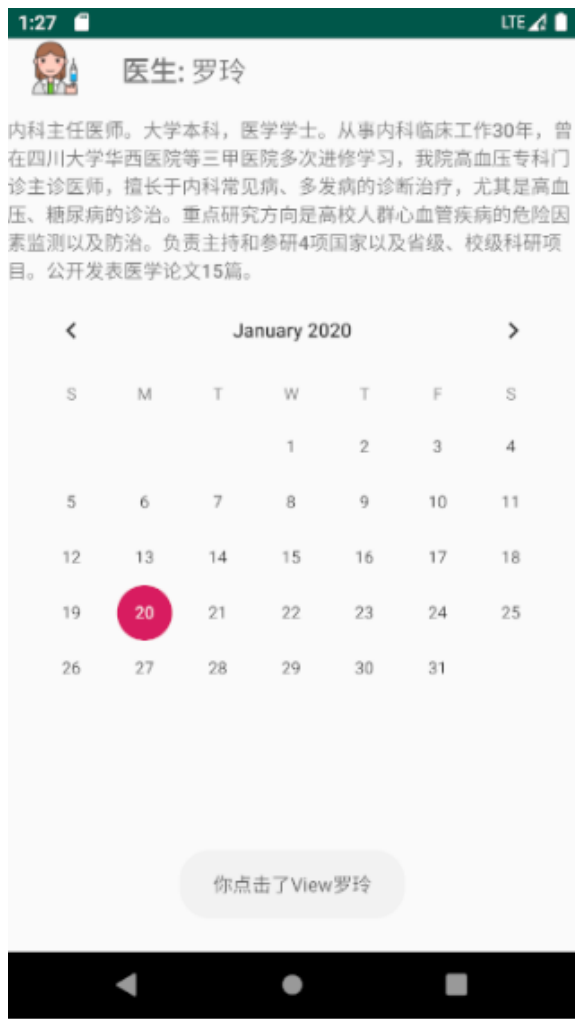 1:27 LTE
医生: 罗玲
内科主任医师。大学本科，医学学士。从事内科临床工作30年，曾
在四川大学华西医院等三甲医院多次进修学习，我院高血压专科门
诊主诊医师，擅长于内科常见病、多发病的诊断治疗，尤其是高血
压、糖尿病的诊治。重点研究方向是高校人群心血管疾病的危险因
素监测以及防治。负责主持和参研4项国家以及省级、校级科研项
目。公开发表医学论文15篇。
January 2020
S M T W T F S
1 2 3 4
5 6 7 8 9 10 11
12 13 14 15 16 17 18
19 20 21 22 23 24 25
26 27 28 29 30 31
你点击了View罗玲